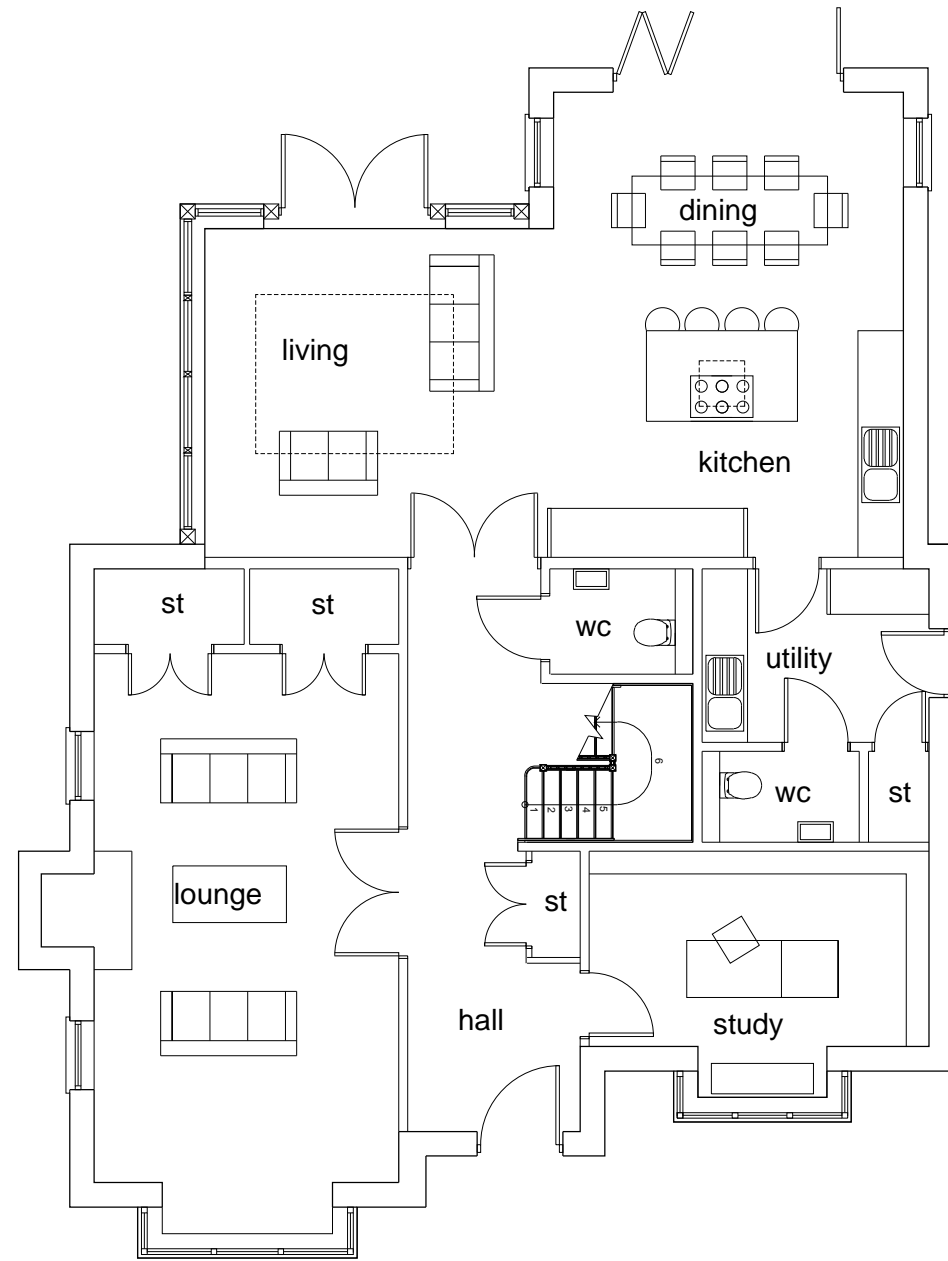 dining
living
kitchen
st
st
wc
utility
6
1 2 3 4 5
wc
st
lounge
st
hall
study